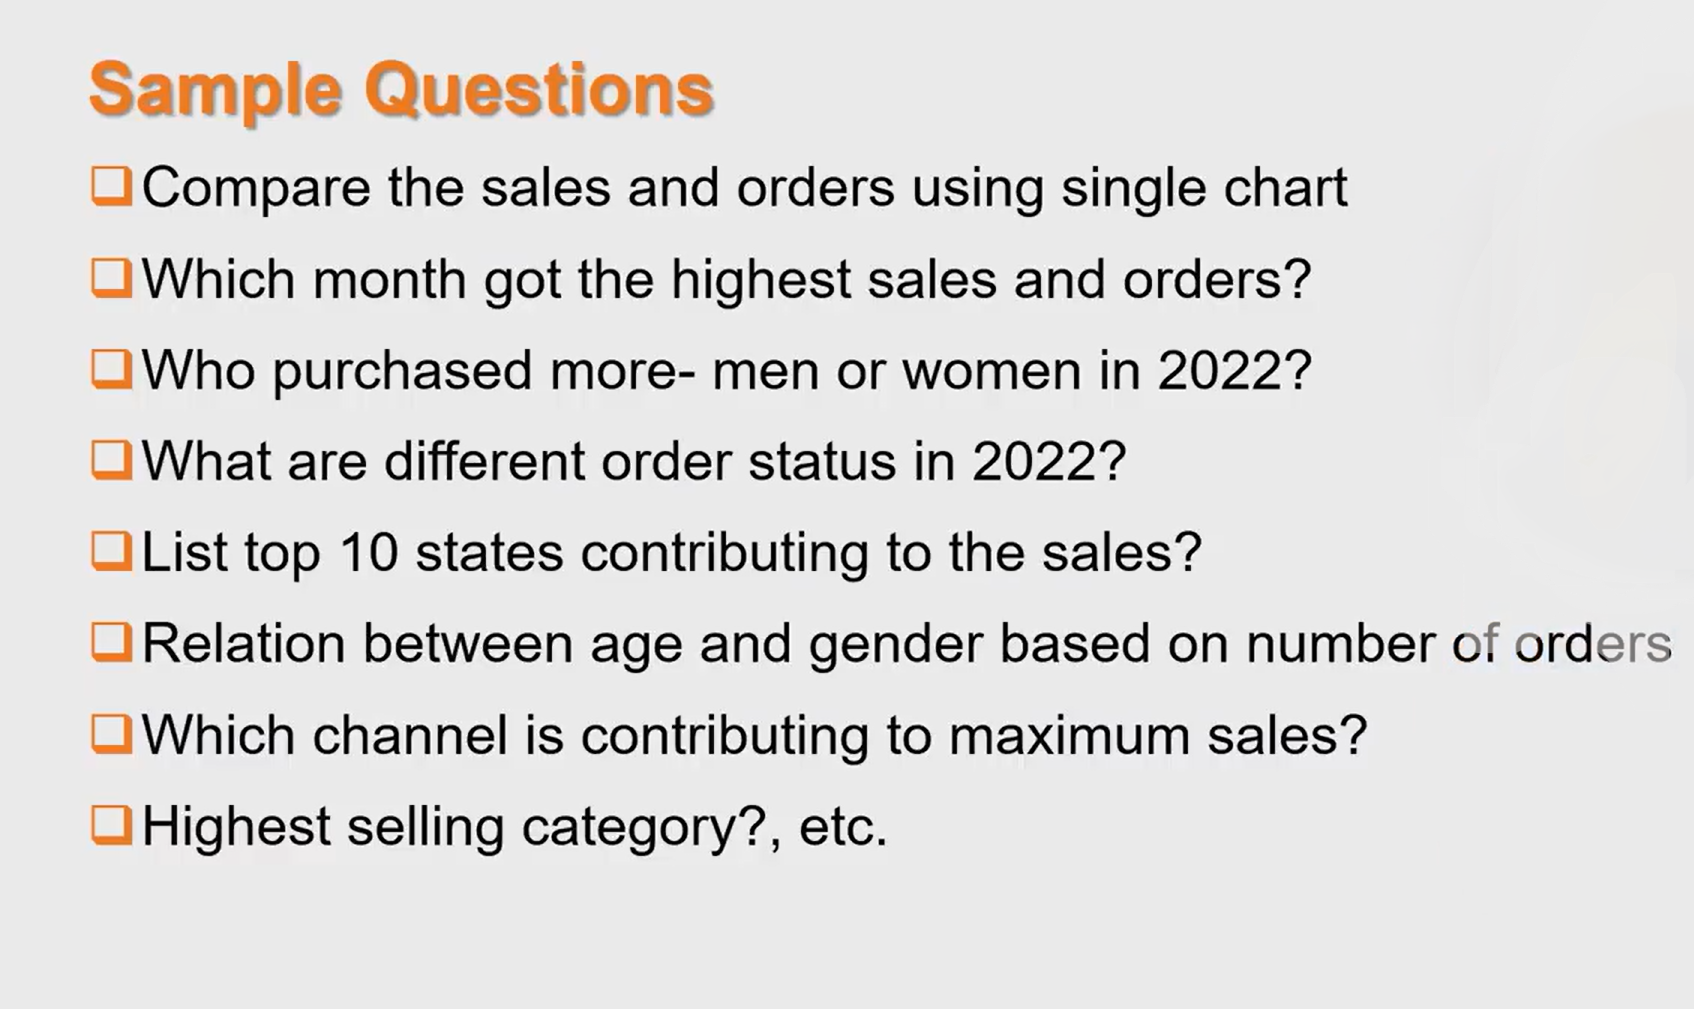 Sample Questions
Compare the sales and orders using single chart
Which month got the highest sales and orders?
Who purchased more- men or women in 2022?
What are different order status in 2022?
List top 10 states contributing to the sales?
Relation between age and gender based on number of orders
Which channel is contributing to maximum sales?
Highest selling category?, etc.